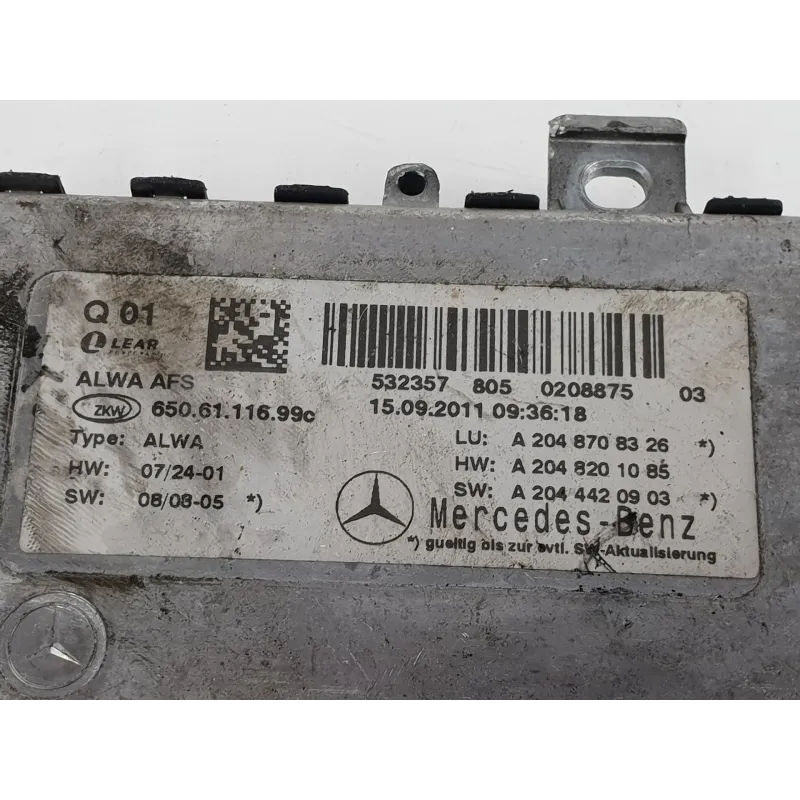 Q 01
LEAR
ALWA AFS
ZKW 650.61.116.99c
Type: ALWA
HW: 07/24-01
SW: 08/08-05 *)
532357 805 0208875 03
15.09.2011 09:36:18
LU: A 204 870 83 26 *)
HW: A 204 820 10 85
SW: A 204 442 09 03 *)
Mercedes-Benz
*) gueltig bis zur evtl. SW-Aktualisierung